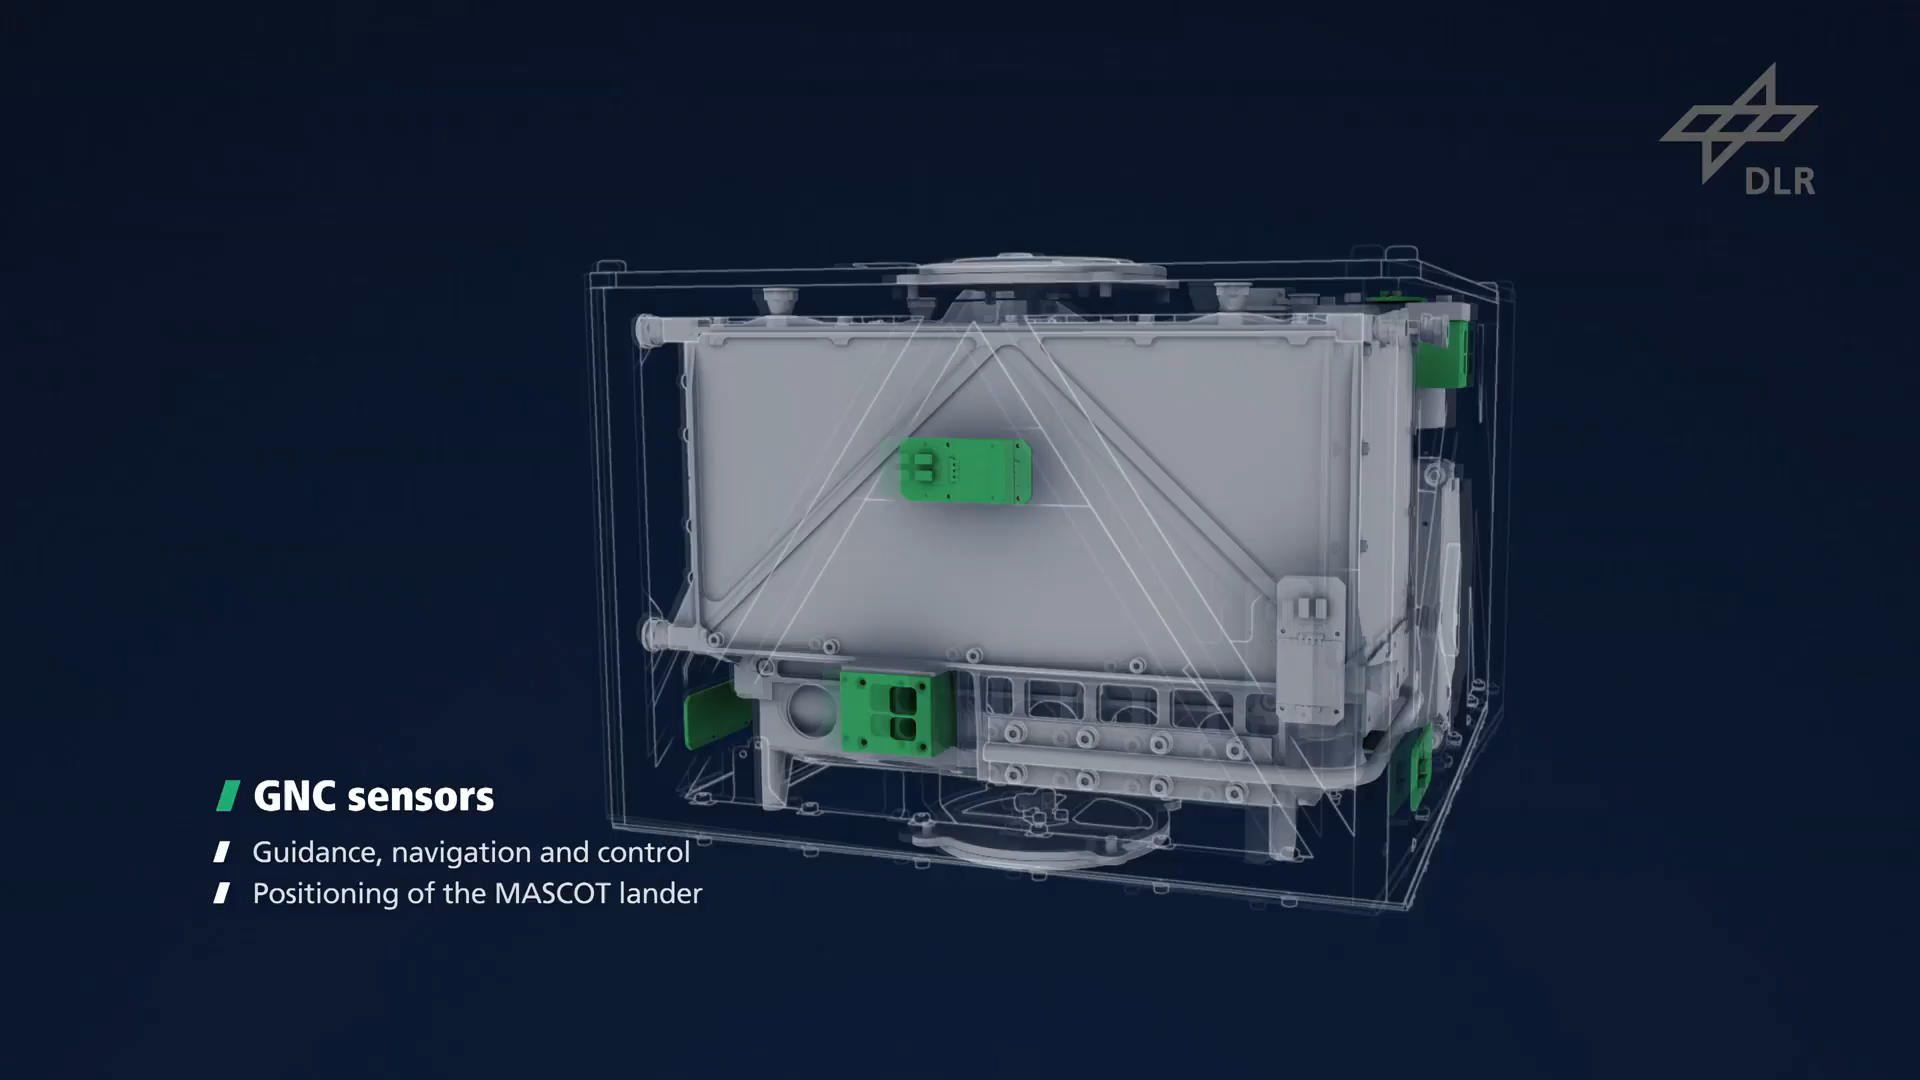 DLR
GNC sensors
Guidance, navigation and control
Positioning of the MASCOT lander